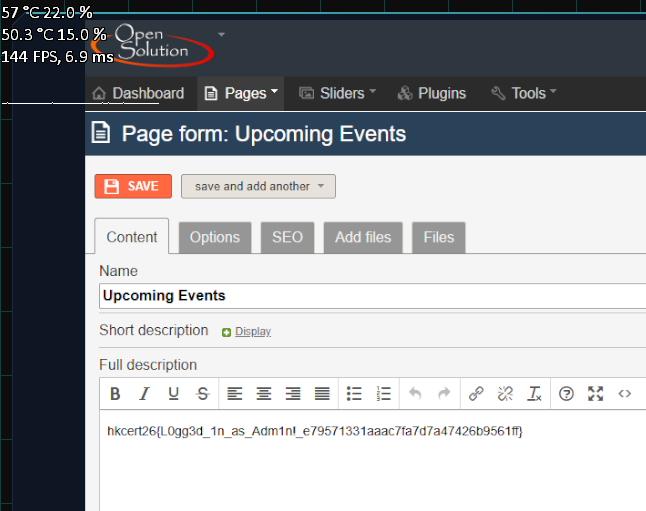 57 °C 22.0 %
50.3 °C 15.0 %
144 FPS, 6.9 ms
Open
Solution
Dashboard Pages Sliders Plugins Tools
Page form: Upcoming Events
SAVE save and add another
Content Options SEO Add files Files
Name
Upcoming Events
Short description Display
Full description
B I U S
hkcert26{L0gg3d_1n_as_Adm1n!_e79571331aaac7fa7d7a47426b9561ff}